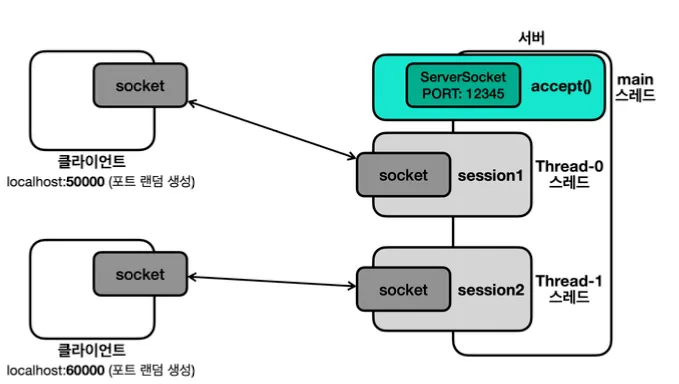 서버
socket
ServerSocket
PORT: 12345
accept()
main
스레드
클라이언트
localhost:50000 (포트 랜덤 생성)
socket
session1
Thread-0
스레드
socket
socket
session2
Thread-1
스레드
클라이언트
localhost:60000 (포트 랜덤 생성)